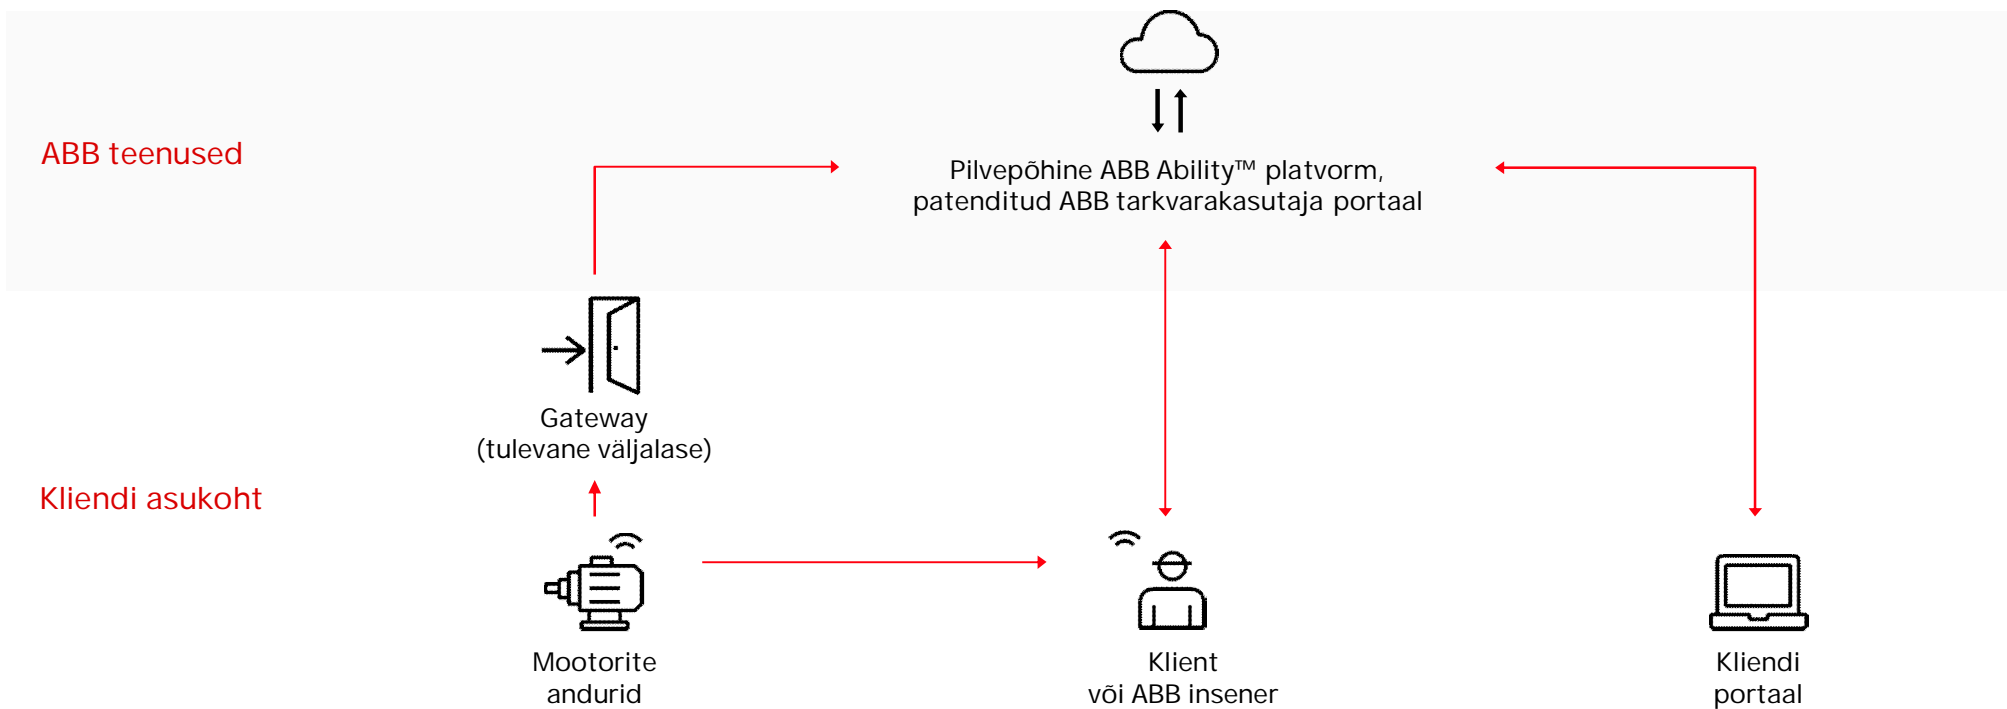 ABB teenused
Pilvepõhine ABB Ability™ platvorm,
patenditud ABB tarkvarakasutaja portaal
Gateway
(tulevane väljalase)
Kliendi asukoht
Mootorite
andurid
Klient
või ABB insener
Kliendi
portaal